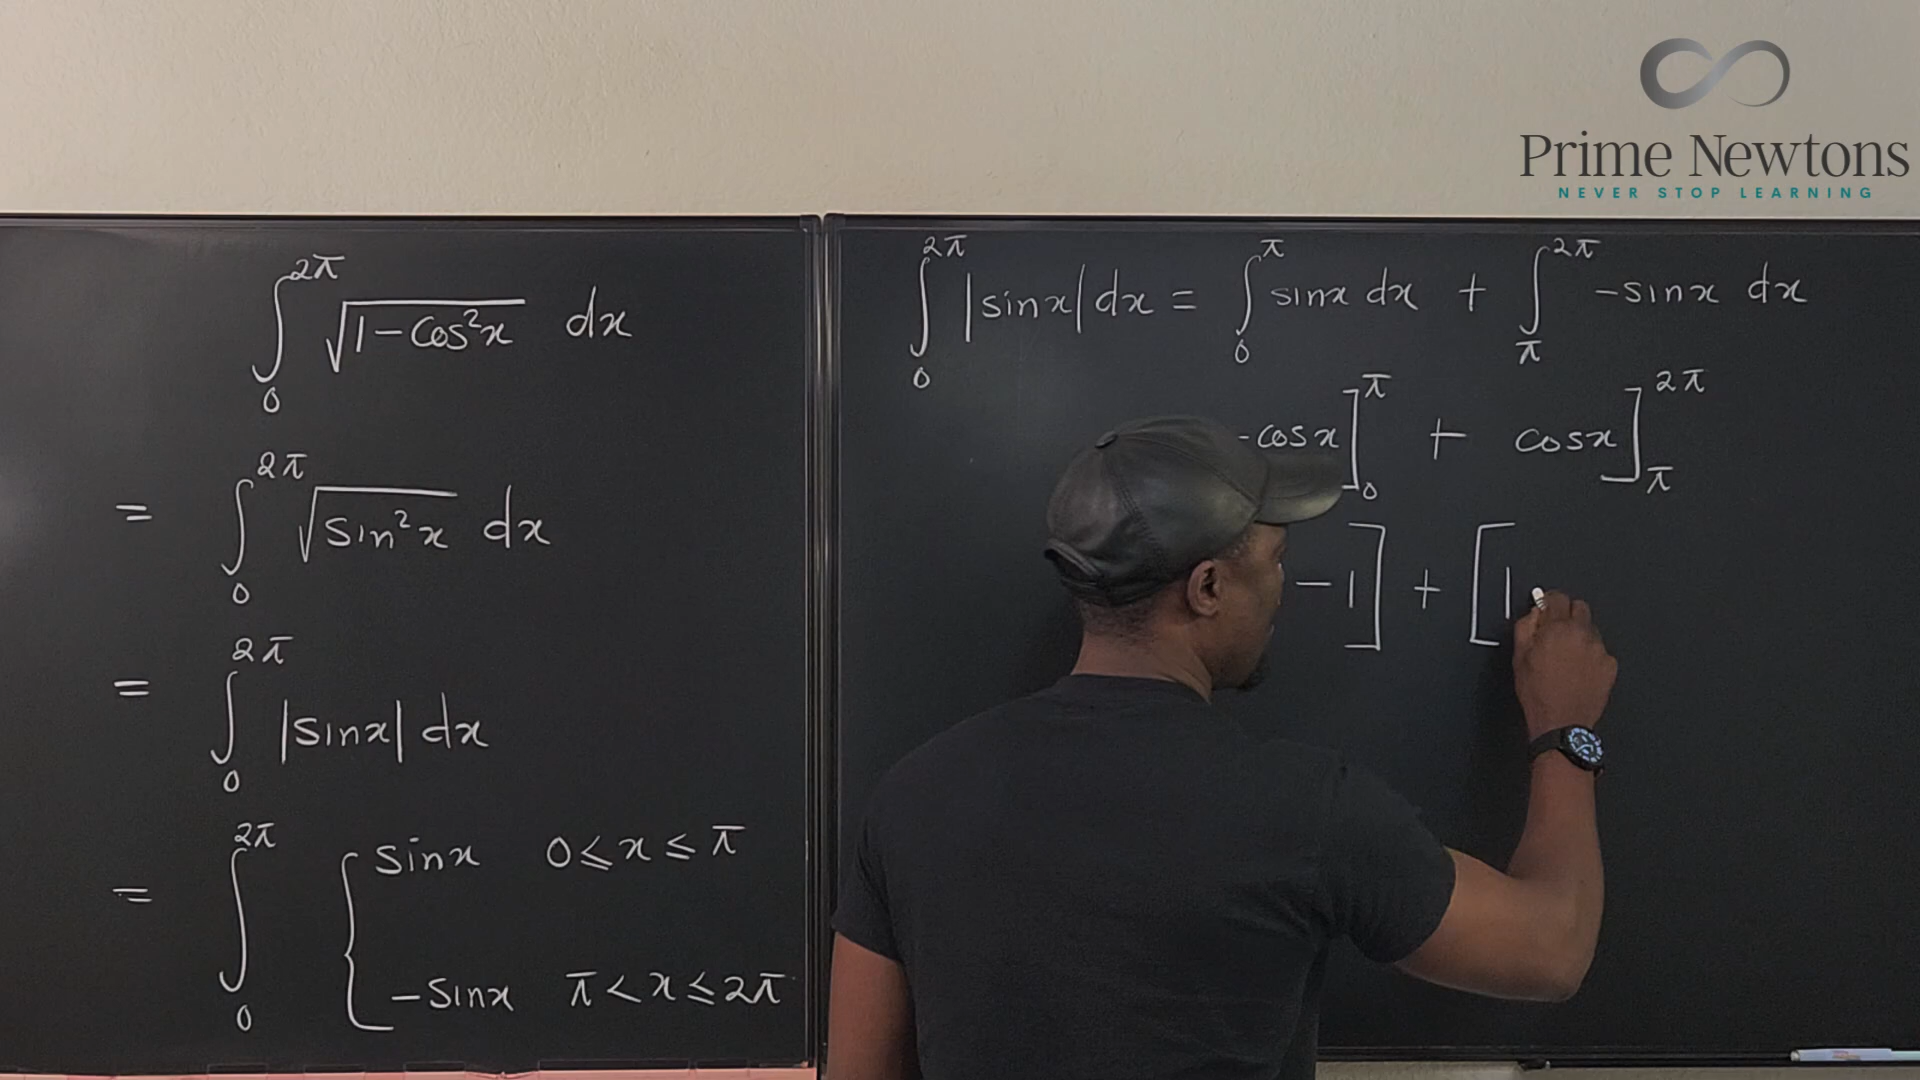 Prime Newtons
NEVER STOP LEARNING
∫₀^2π √(1-cos²x) dx
= ∫₀^2π √(sin²x) dx
= ∫₀^2π |sinx| dx
= ∫₀^2π { sinx 0≤x≤π
-sinx π<x≤2π
∫₀^2π |sinx| dx = ∫₀^π sinx dx + ∫_π^2π -sinx dx
-cosx]₀^π + cosx]_π^2π
-1] + [1